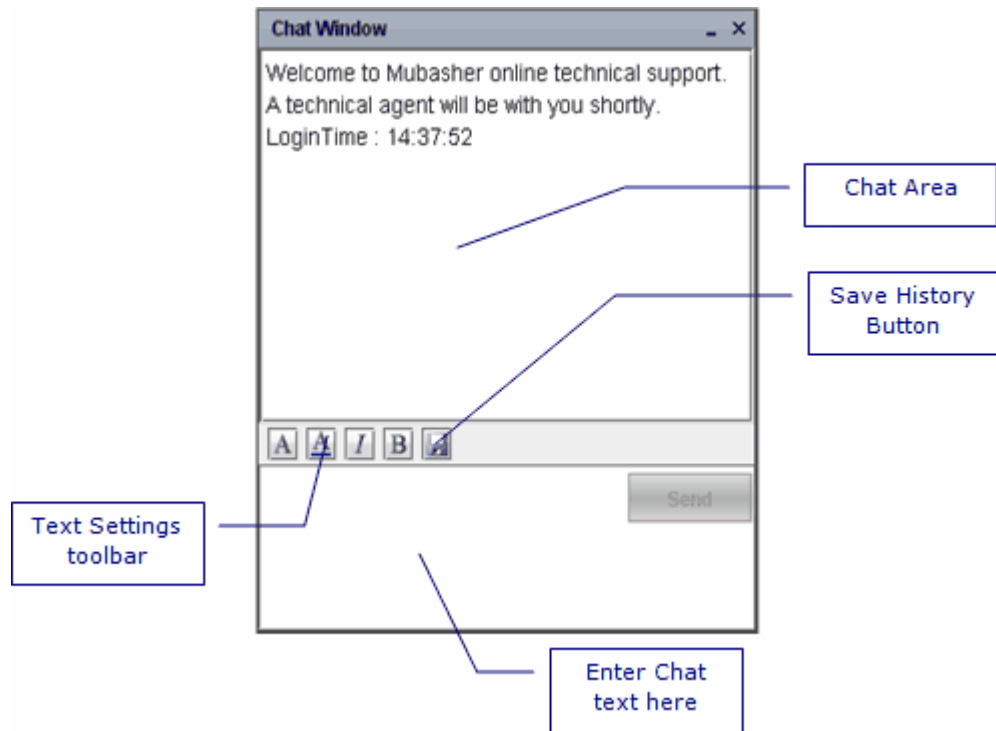 Chat Window
Welcome to Mubasher online technical support.
A technical agent will be with you shortly.
LoginTime : 14:37:52
Chat Area
Save History
Button
A A I B
Send
Text Settings
toolbar
Enter Chat
text here